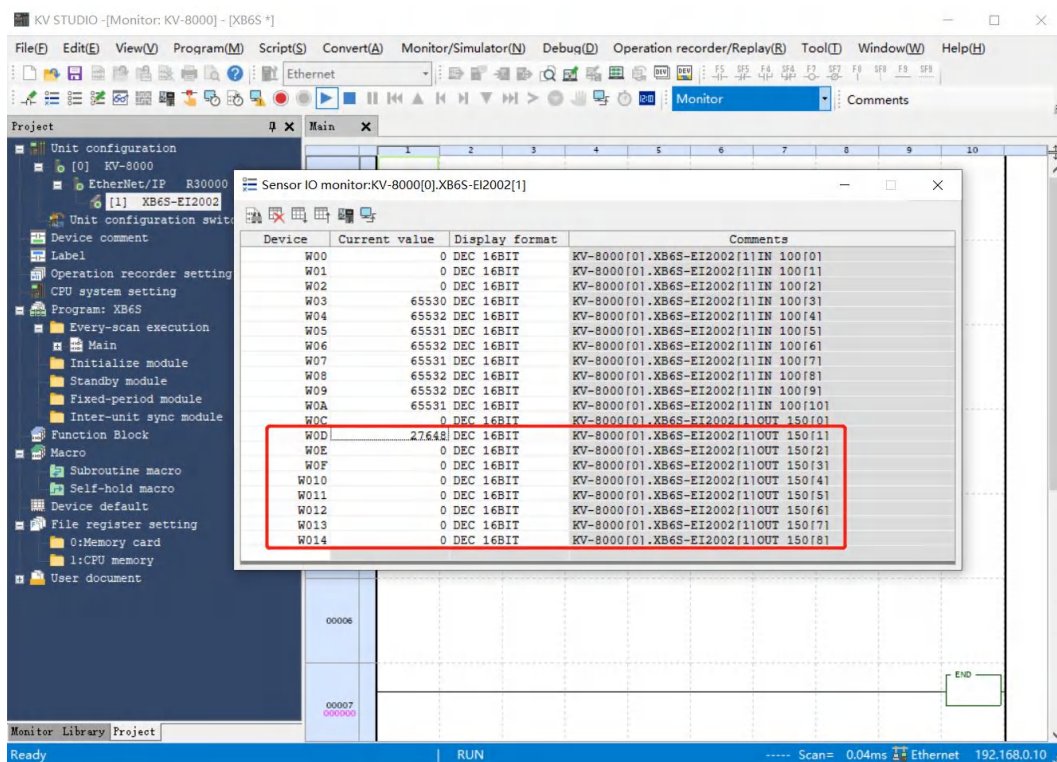 KV STUDIO -[Monitor: KV-8000] - [XB6S *]
File(F) Edit(E) View(V) Program(M) Script(S) Convert(A) Monitor/Simulator(N) Debug(D) Operation recorder/Replay(R) Tool(T) Window(W) Help(H)
Ethernet
F5 SF5 F4 SF4 F7 SF7 F8 SF8 F9 SF9
Monitor Comments
Project
Main
Unit configuration
[0] KV-8000
EtherNet/IP R30000
[1] XB6S-EI2002
Unit configuration switc
Device comment
Label
Operation recorder setting
CPU system setting
Program: XB6S
Every-scan execution
Main
Initialize module
Standby module
Fixed-period module
Inter-unit sync module
Function Block
Macro
Subroutine macro
Self-hold macro
Device default
File register setting
0:Memory card
1:CPU memory
User document
Monitor Library Project
1 2 3 4 5 6 7 8 9 10
Sensor IO monitor:KV-8000[0].XB6S-EI2002[1]
Device Current value Display format Comments
W00 0 DEC 16BIT KV-8000[0].XB6S-EI2002[1]IN 100[0]
W01 0 DEC 16BIT KV-8000[0].XB6S-EI2002[1]IN 100[1]
W02 0 DEC 16BIT KV-8000[0].XB6S-EI2002[1]IN 100[2]
W03 65530 DEC 16BIT KV-8000[0].XB6S-EI2002[1]IN 100[3]
W04 65532 DEC 16BIT KV-8000[0].XB6S-EI2002[1]IN 100[4]
W05 65531 DEC 16BIT KV-8000[0].XB6S-EI2002[1]IN 100[5]
W06 65532 DEC 16BIT KV-8000[0].XB6S-EI2002[1]IN 100[6]
W07 65531 DEC 16BIT KV-8000[0].XB6S-EI2002[1]IN 100[7]
W08 65532 DEC 16BIT KV-8000[0].XB6S-EI2002[1]IN 100[8]
W09 65532 DEC 16BIT KV-8000[0].XB6S-EI2002[1]IN 100[9]
W0A 65531 DEC 16BIT KV-8000[0].XB6S-EI2002[1]IN 100[10]
W0C 0 DEC 16BIT KV-8000[0].XB6S-EI2002[1]OUT 150[0]
W0D 27648 DEC 16BIT KV-8000[0].XB6S-EI2002[1]OUT 150[1]
W0E 0 DEC 16BIT KV-8000[0].XB6S-EI2002[1]OUT 150[2]
W0F 0 DEC 16BIT KV-8000[0].XB6S-EI2002[1]OUT 150[3]
W010 0 DEC 16BIT KV-8000[0].XB6S-EI2002[1]OUT 150[4]
W011 0 DEC 16BIT KV-8000[0].XB6S-EI2002[1]OUT 150[5]
W012 0 DEC 16BIT KV-8000[0].XB6S-EI2002[1]OUT 150[6]
W013 0 DEC 16BIT KV-8000[0].XB6S-EI2002[1]OUT 150[7]
W014 0 DEC 16BIT KV-8000[0].XB6S-EI2002[1]OUT 150[8]
00006
END
00007
000000
Ready RUN ----- Scan= 0.04ms Ethernet 192.168.0.10